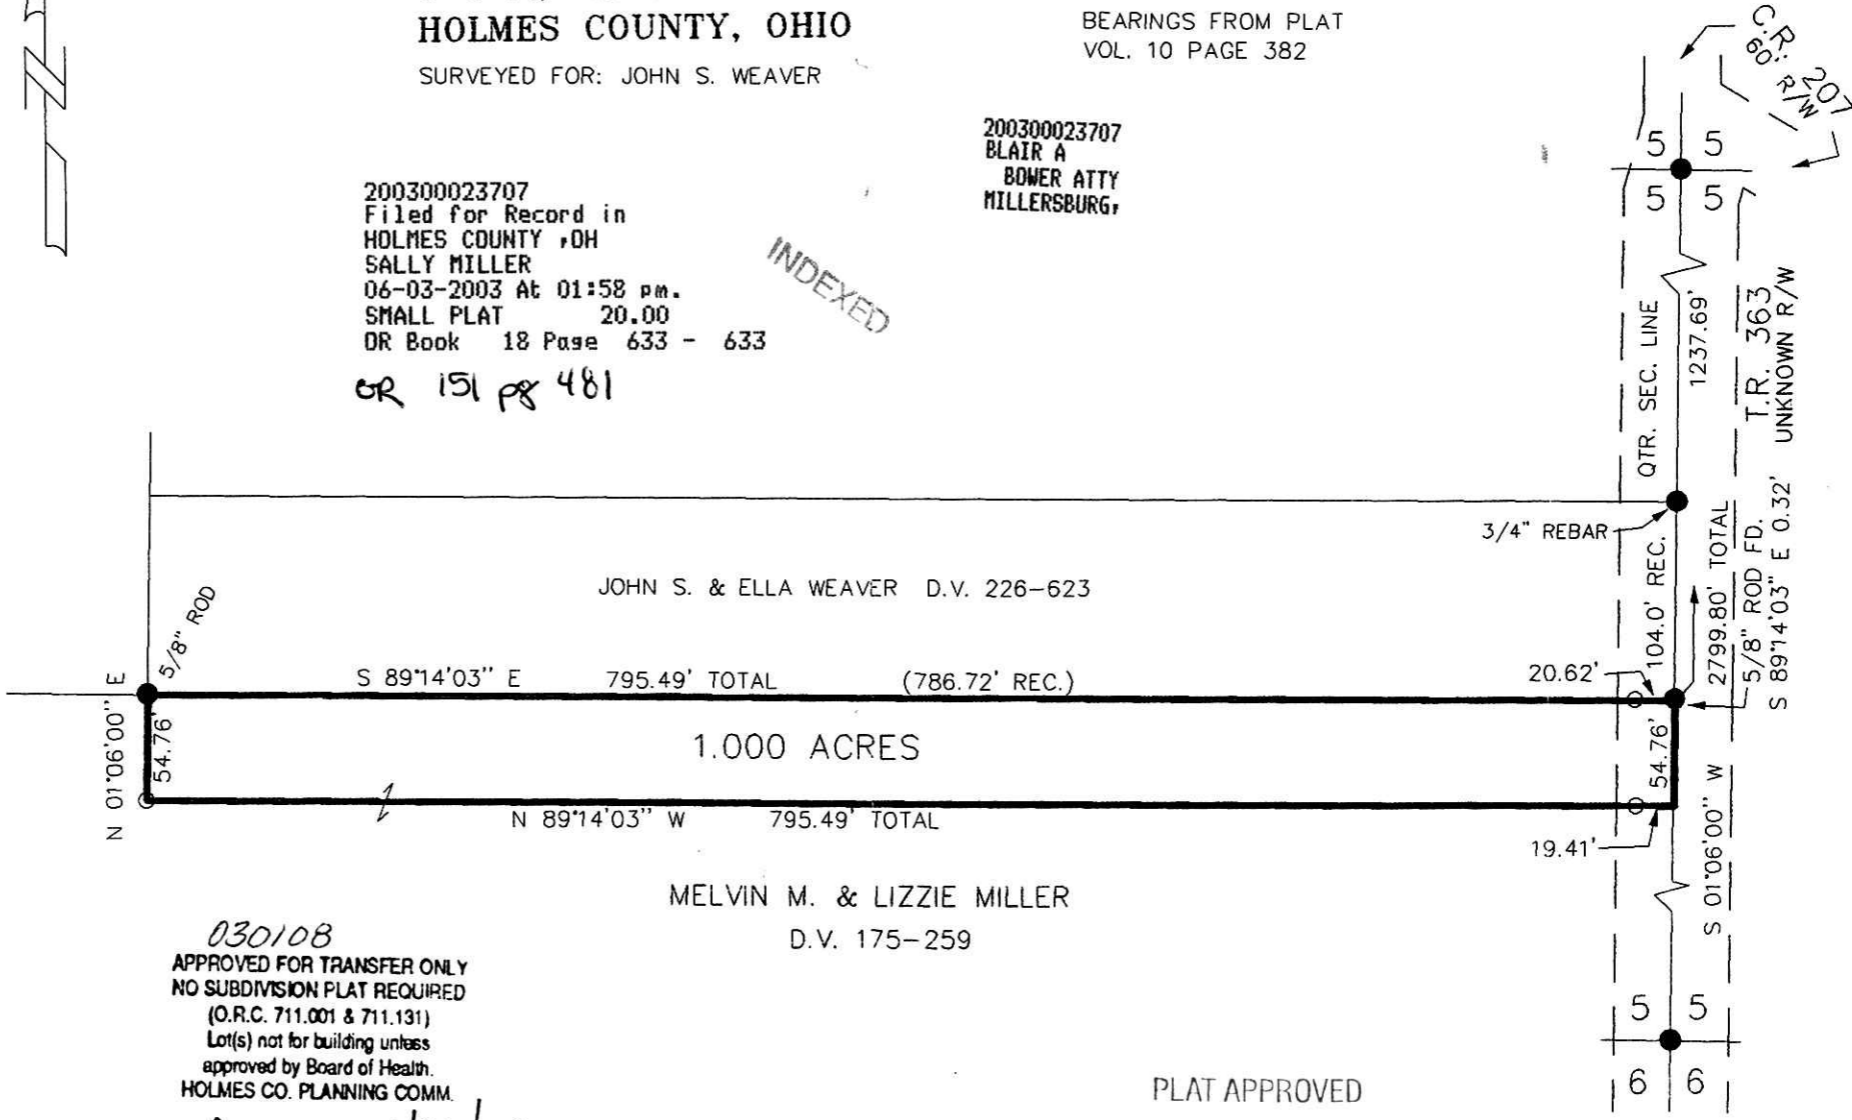 HOLMES COUNTY, OHIO
SURVEYED FOR: JOHN S. WEAVER
BEARINGS FROM PLAT
VOL. 10 PAGE 382
C.R. 207
60' R/W
200300023707
BLAIR A
BOWER ATTY
MILLERSBURG,
200300023707
Filed for Record in
HOLMES COUNTY ,OH
SALLY MILLER
06-03-2003 At 01:58 pm.
SMALL PLAT 20.00
OR Book 18 Page 633 - 633
OR 151 pg 481
INDEXED
5 5
5 5
QTR. SEC. LINE
1237.69'
T.R. 363
UNKNOWN R/W
3/4" REBAR
104.0' REC.
2799.80' TOTAL
5/8" ROD FD.
S 89°14'03" E 0.32'
JOHN S. & ELLA WEAVER D.V. 226-623
5/8" ROD
S 89°14'03" E 795.49' TOTAL (786.72' REC.)
20.62'
N 01°06'00" E
54.76'
1.000 ACRES
54.76'
S 01°06'00" W
N 89°14'03" W 795.49' TOTAL
19.41'
MELVIN M. & LIZZIE MILLER
D.V. 175-259
030108
APPROVED FOR TRANSFER ONLY
NO SUBDIVISION PLAT REQUIRED
(O.R.C. 711.001 & 711.131)
Lot(s) not for building unless
approved by Board of Health.
HOLMES CO. PLANNING COMM.
5 5
6 6
PLAT APPROVED